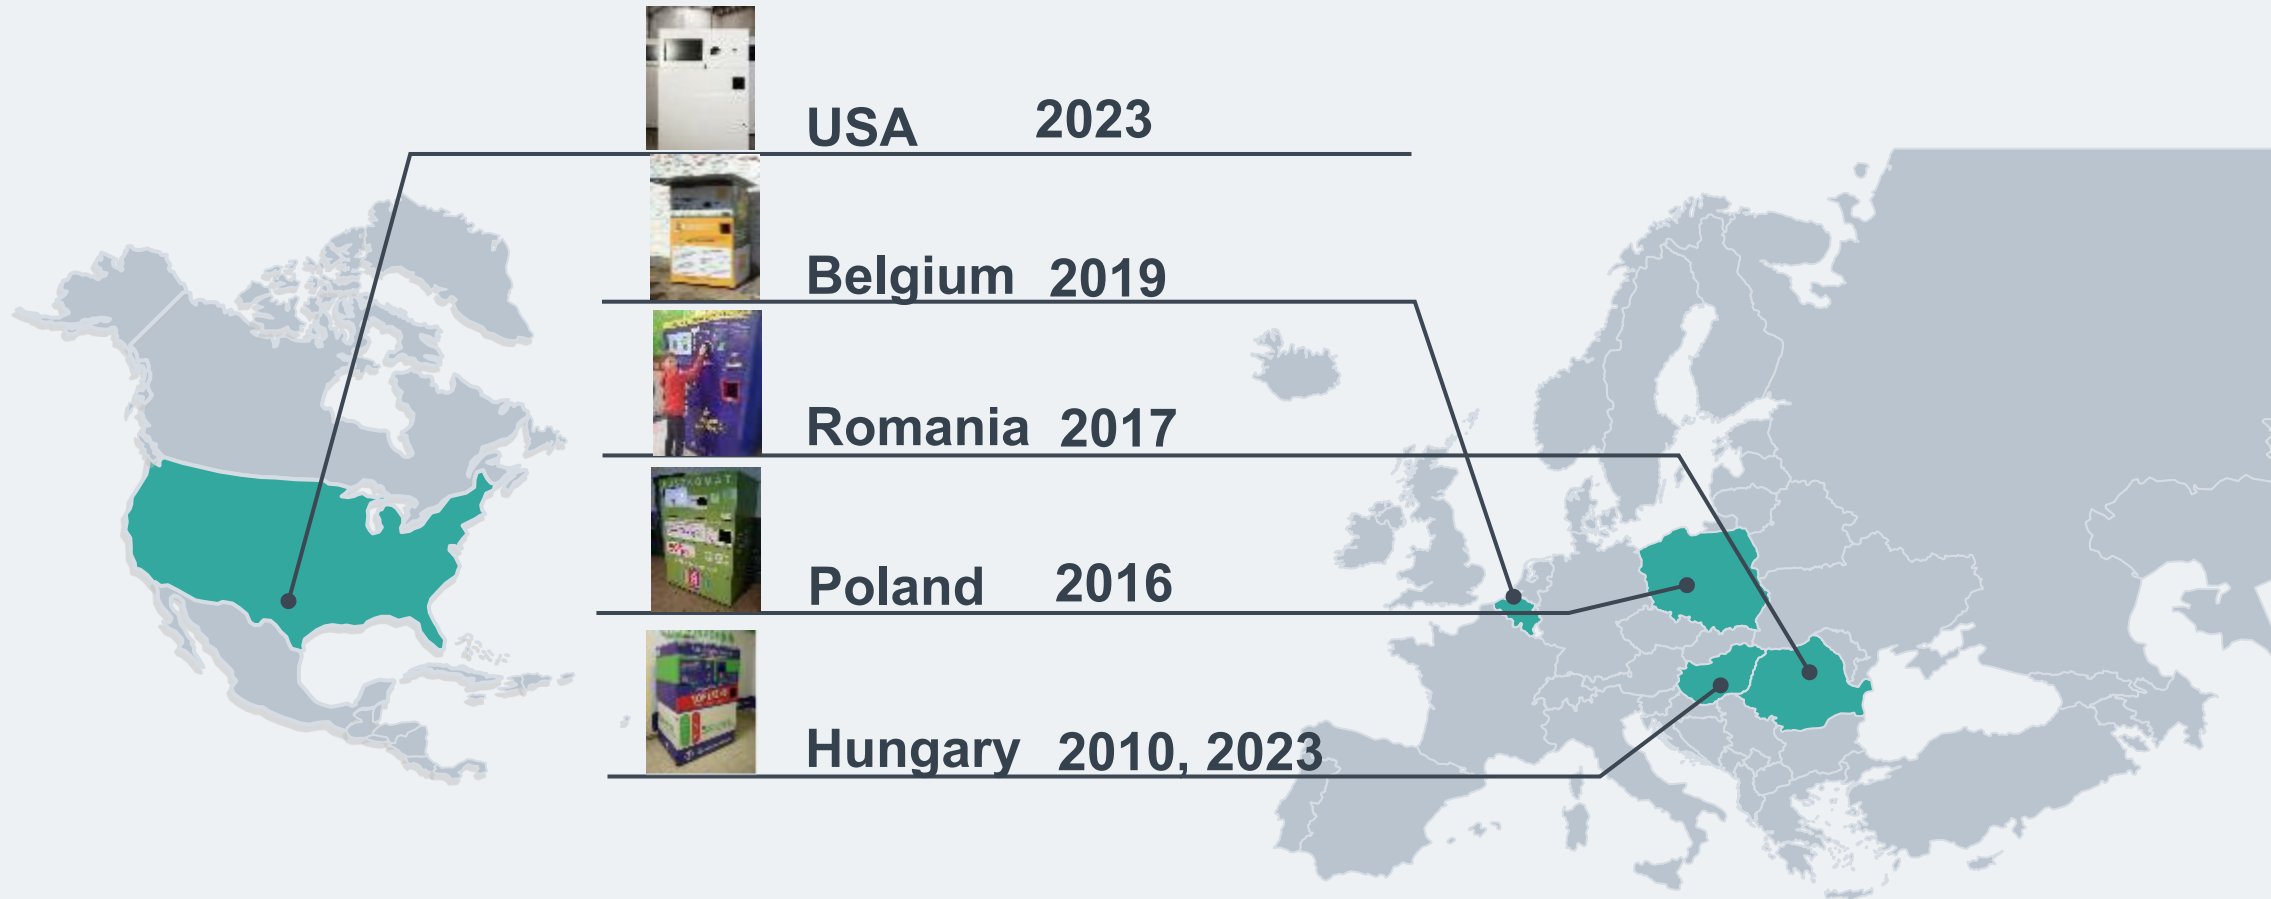 USA 2023
Belgium 2019
Romania 2017
Poland 2016
Hungary 2010, 2023